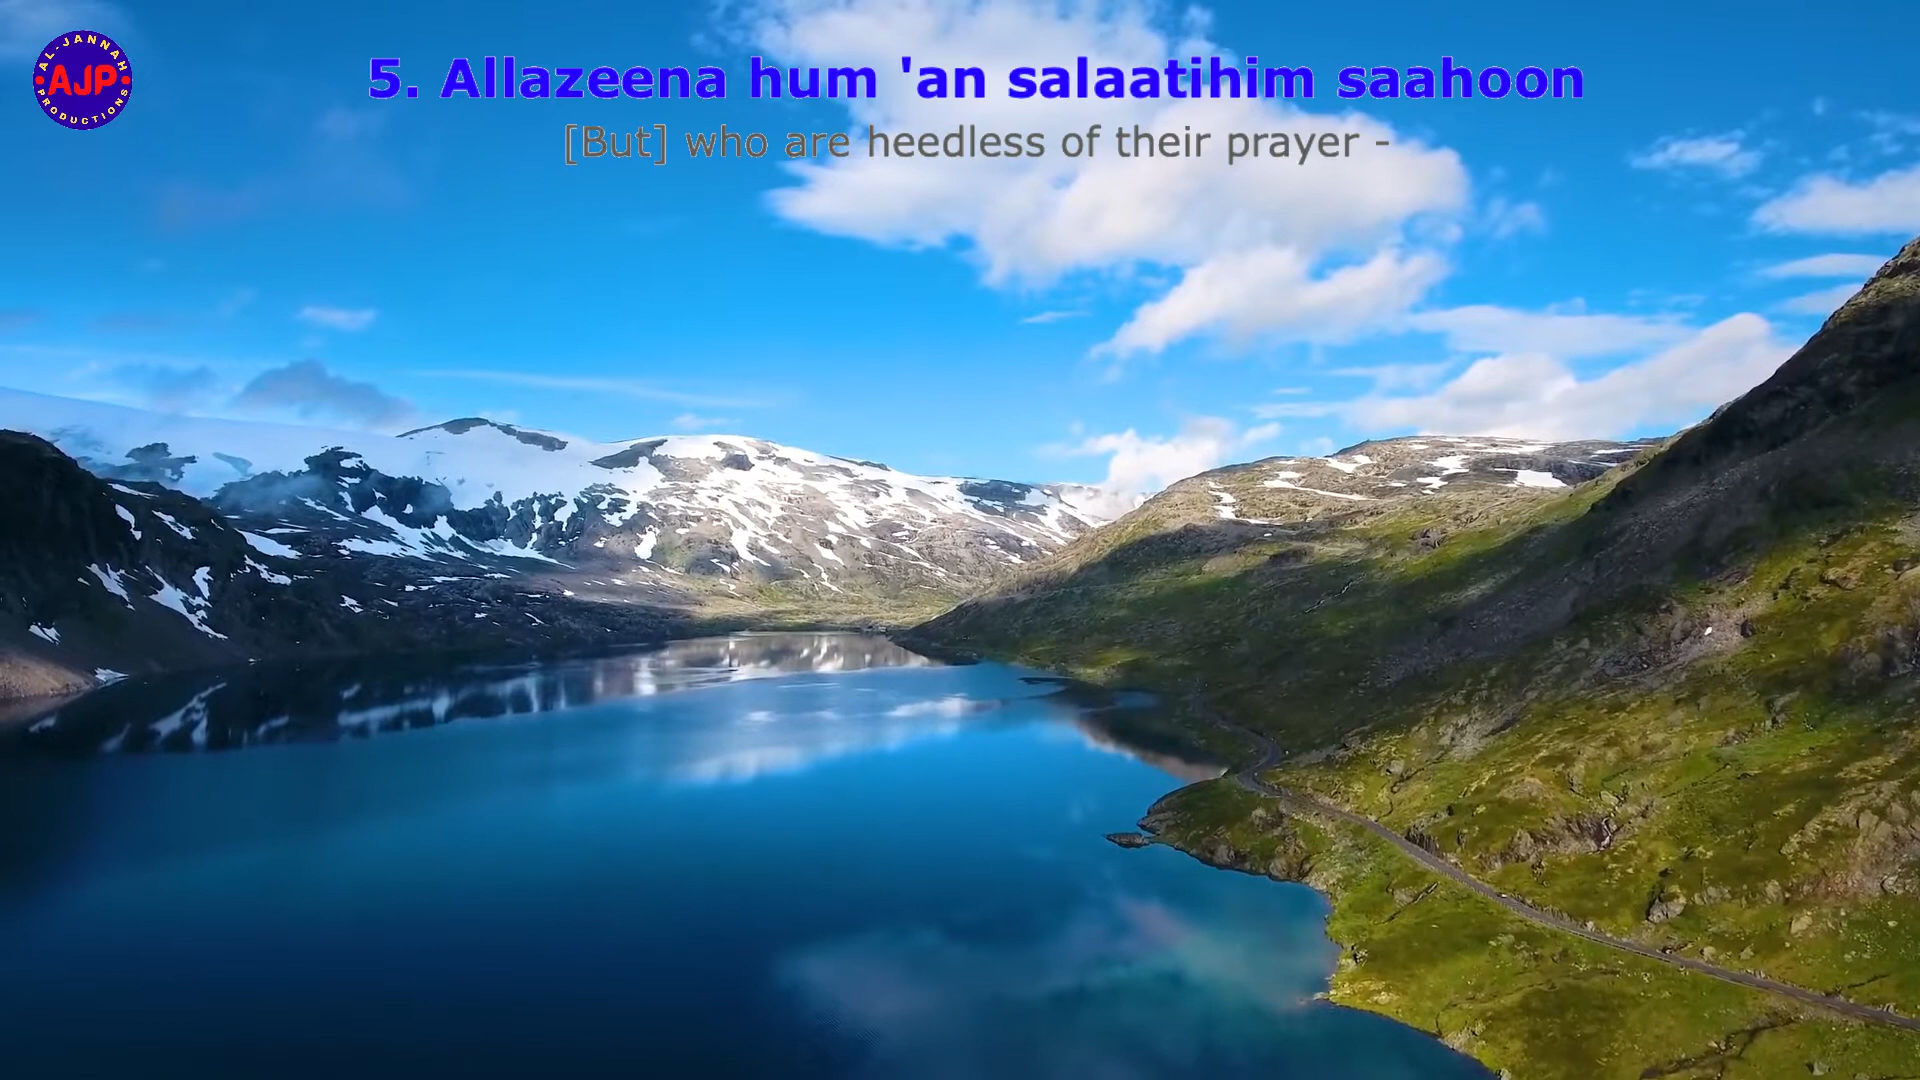 AL-JANNAH
AJP
PRODUCTIONS
5. Allazeena hum 'an salaatihim saahoon
[But] who are heedless of their prayer -